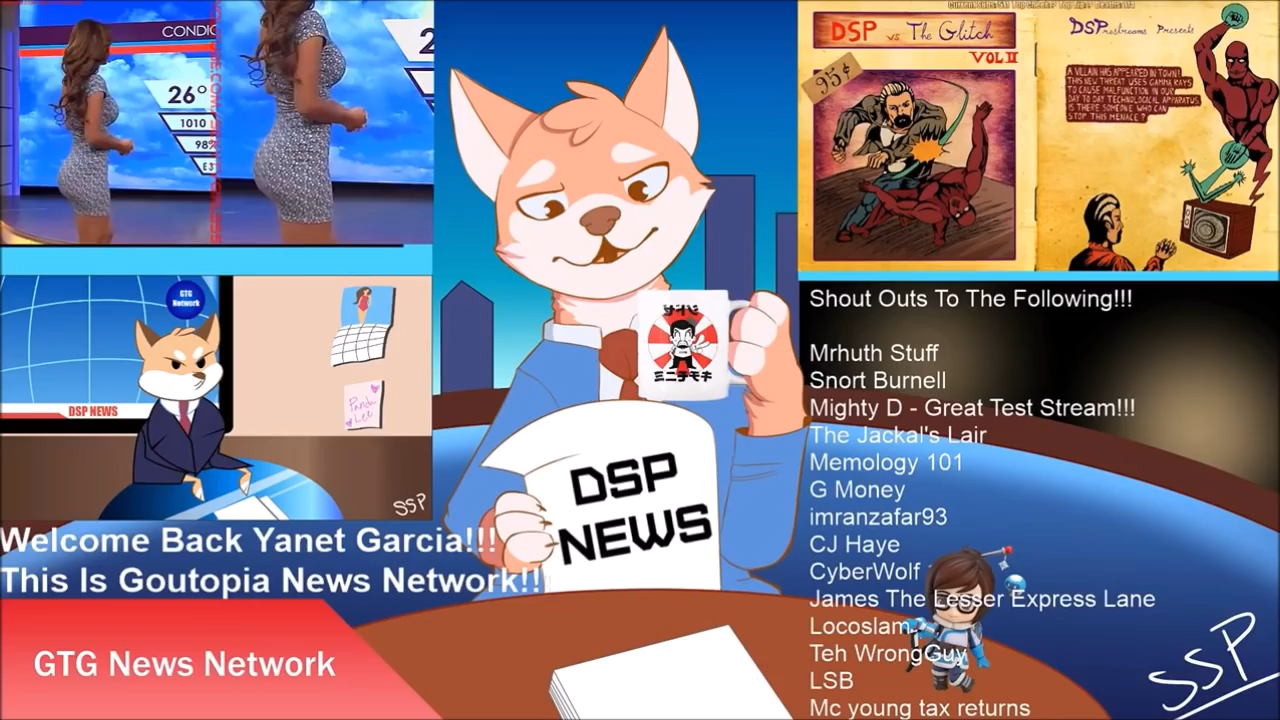 CONDIC
26°
1010
98%
E3
2
GTG
Network
DSP NEWS
Panda
Lee
SSP
Welcome Back Yanet Garcia!!!
This Is Goutopia News Network!!!
GTG News Network
DSP
NEWS
DSP vs The Glitch
VOL II
95¢
DSPrestreams Presents
A VILLAIN HAS APPEARED IN TOWN!
THIS NEW THREAT USES GAMMA RAYS
TO CAUSE MALFUNCTION IN OUR
DAY TO DAY TECHNOLOGICAL APPARATUS.
IS THERE SOMEONE WHO CAN
STOP THIS MENACE?
Shout Outs To The Following!!!
Mrhuth Stuff
Snort Burnell
Mighty D - Great Test Stream!!!
The Jackal's Lair
Memology 101
G Money
imranzafar93
CJ Haye
CyberWolf
James The Lesser Express Lane
Locoslam
Teh WrongGuy
LSB
Mc young tax returns
SSP